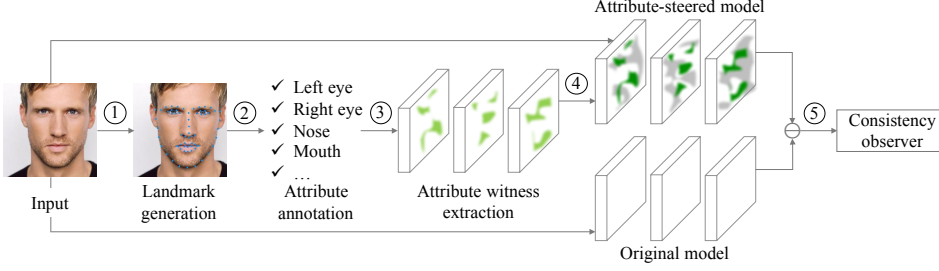 Attribute-steered model
①
②
✓ Left eye
✓ Right eye
✓ Nose
✓ Mouth
✓ …
③
④
⑤
Consistency
observer
Input
Landmark
generation
Attribute
annotation
Attribute witness
extraction
Original model